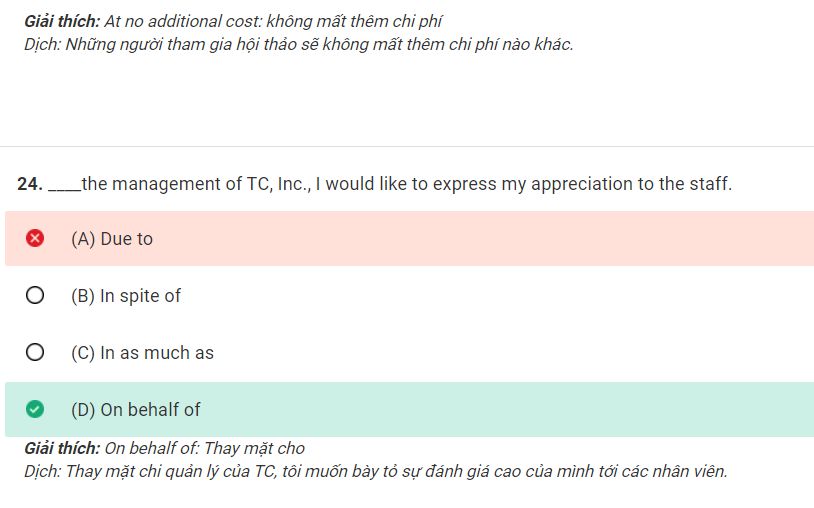 Giải thích: At no additional cost: không mất thêm chi phí
Dịch: Những người tham gia hội thảo sẽ không mất thêm chi phí nào khác.
24. ____the management of TC, Inc., I would like to express my appreciation to the staff.
(A) Due to
(B) In spite of
(C) In as much as
(D) On behalf of
Giải thích: On behalf of: Thay mặt cho
Dịch: Thay mặt chi quản lý của TC, tôi muốn bày tỏ sự đánh giá cao của mình tới các nhân viên.